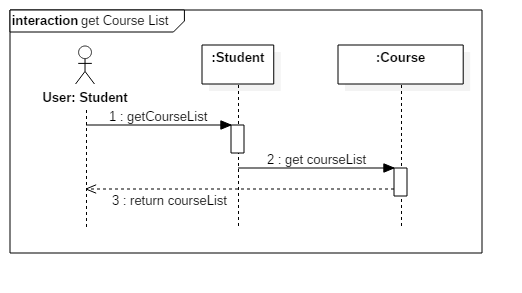 interaction get Course List
:Student
:Course
User: Student
1 : getCourseList
2 : get courseList
3 : return courseList